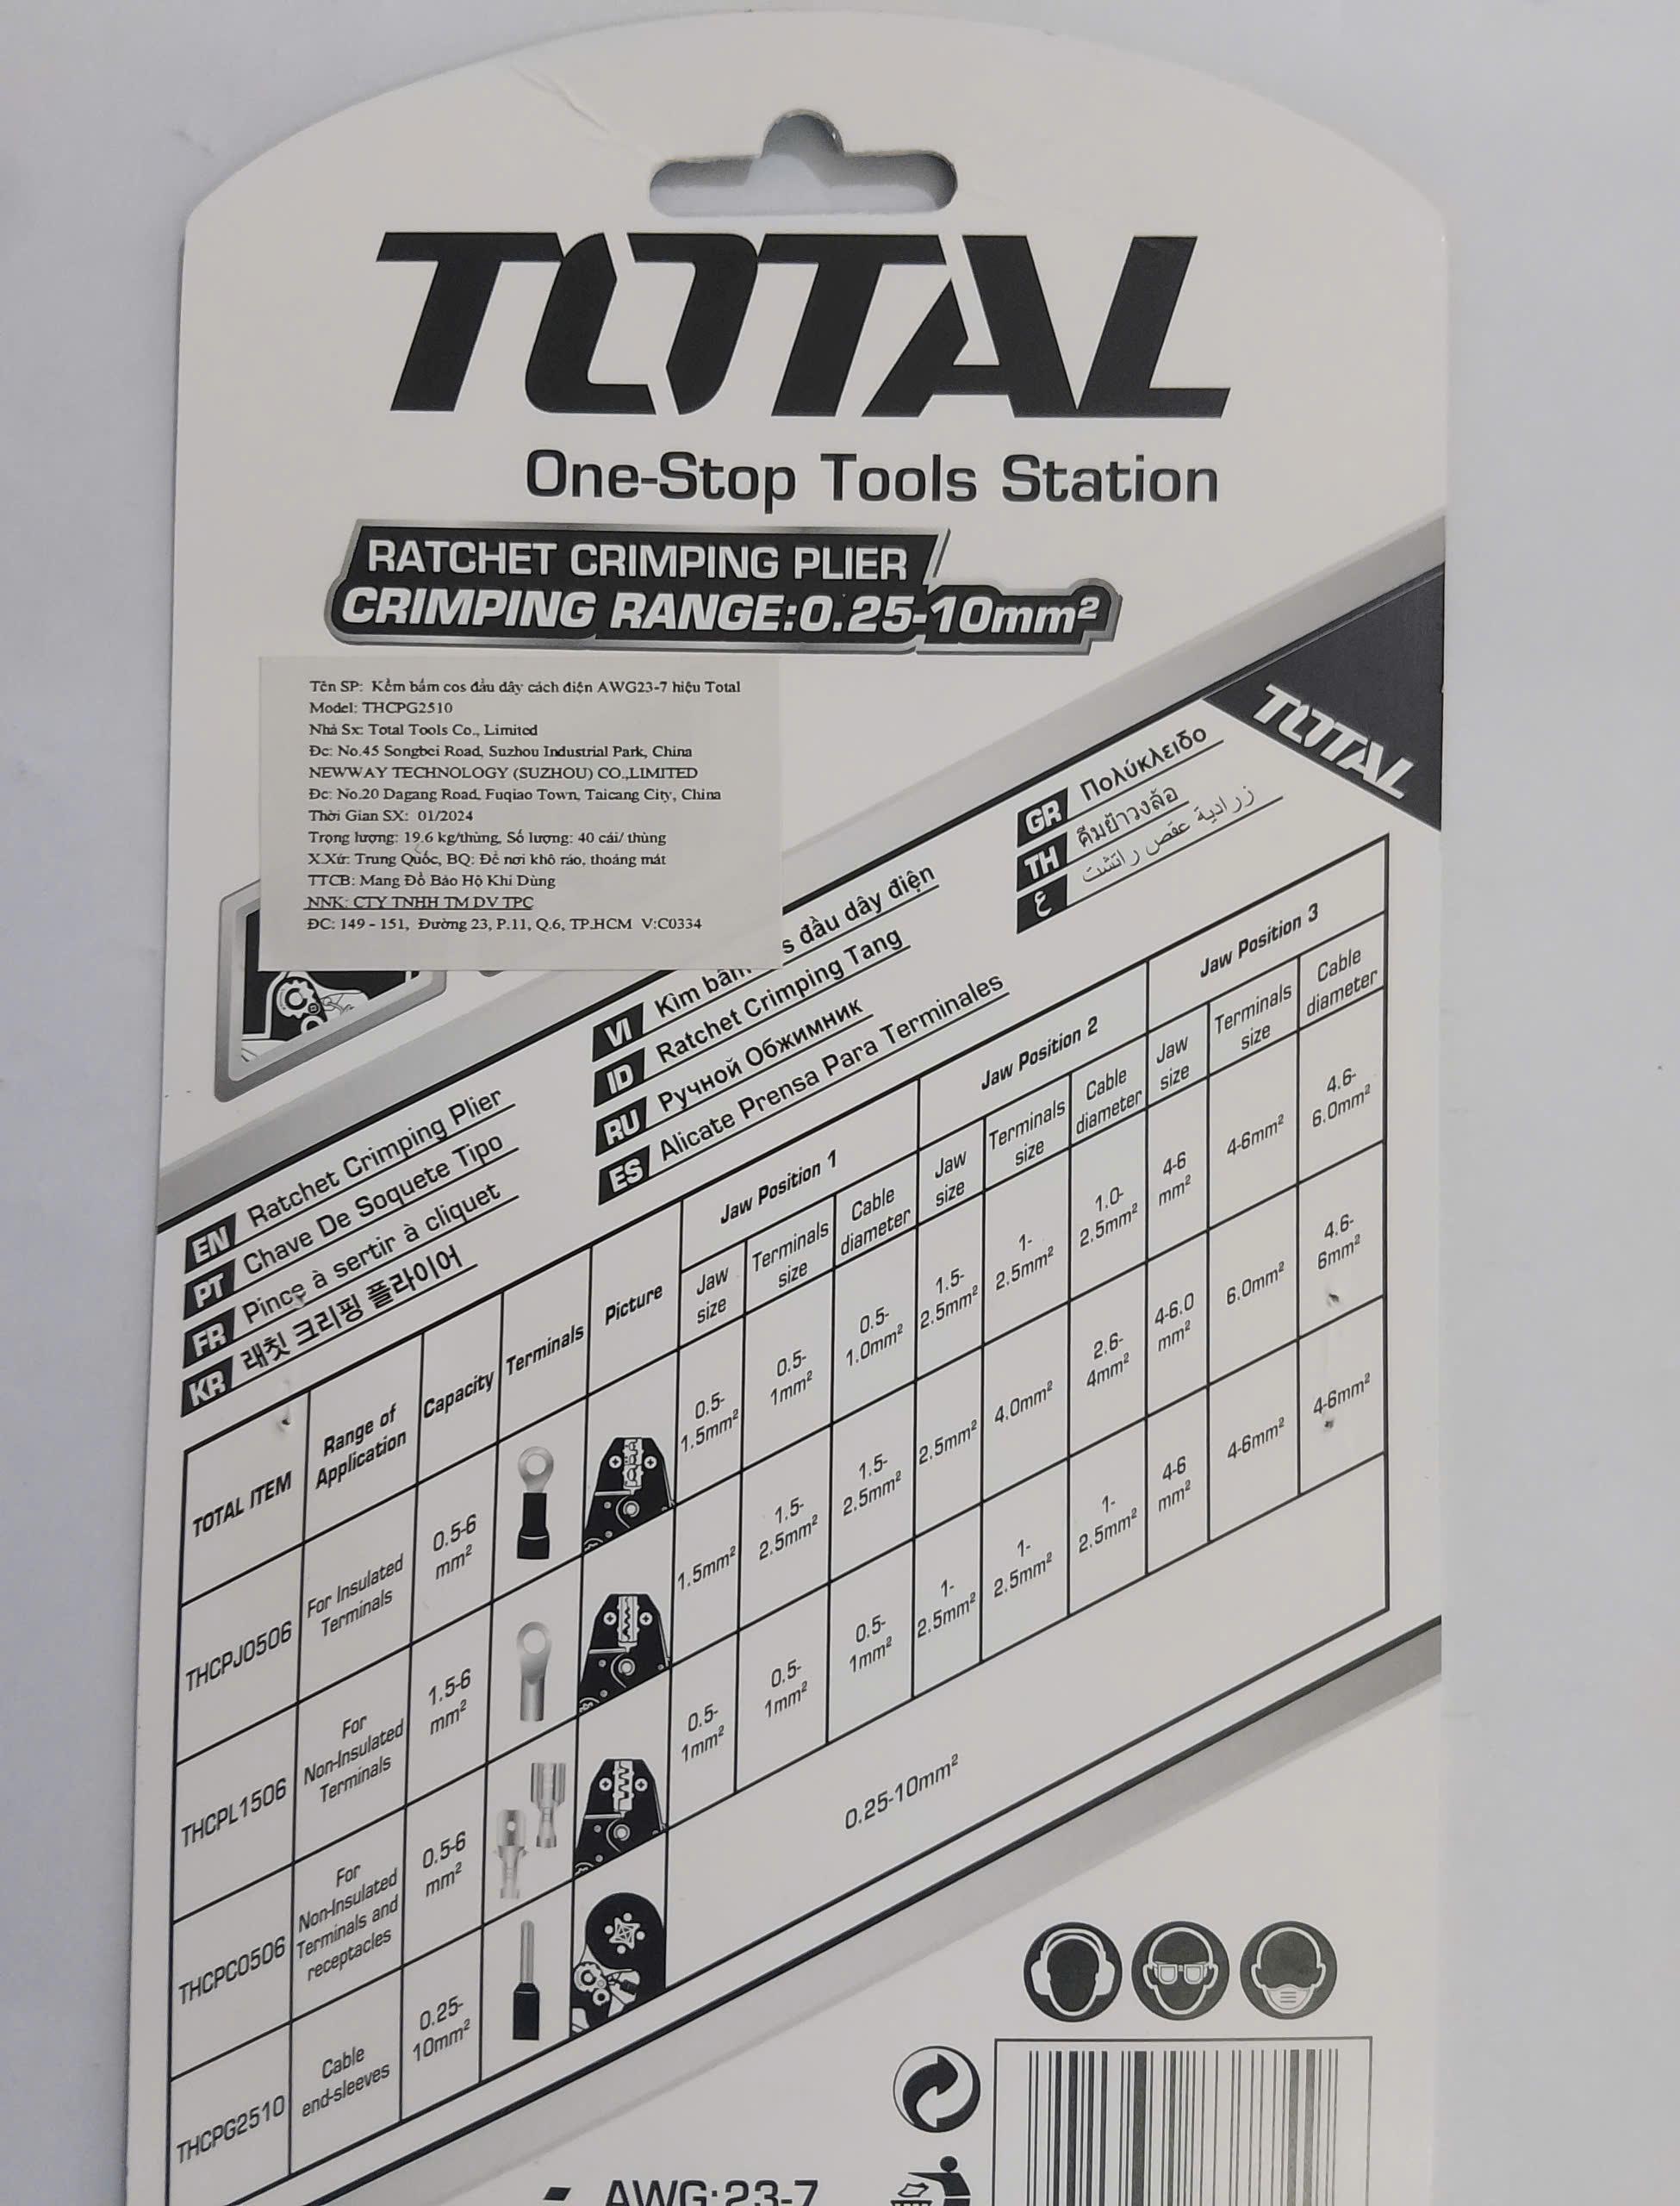 TOTAL
One-Stop Tools Station
RATCHET CRIMPING PLIER
CRIMPING RANGE:0.25-10mm²
Tên SP: Kềm bấm cos đầu dây cách điện AWG23-7 hiệu Total
Model: THCPG2510
Nhà Sx: Total Tools Co., Limited
Đc: No.45 Songbei Road, Suzhou Industrial Park, China
NEWWAY TECHNOLOGY (SUZHOU) CO.,LIMITED
Đc: No.20 Dagang Road, Fuqiao Town, Taicang City, China
Thời Gian SX: 01/2024
Trọng lượng: 19.6 kg/thùng, Số lượng: 40 cái/ thùng
X.Xứ: Trung Quốc, BQ: Để nơi khô ráo, thoáng mát
TTCB: Mang Đồ Bảo Hộ Khi Dùng
NNK: CTY TNHH TM DV TPC
ĐC: 149 - 151, Đường 23, P.11, Q.6, TP.HCM V:C0334
TOTAL
EN Ratchet Crimping Plier
PT Chave De Soquete Tipo
FR Pince à sertir à cliquet
KR 래칫 크리핑 플라이어
VI Kìm bấm s đầu dây điện
ID Ratchet Crimping Tang
RU Ручной Обжимник
ES Alicate Prensa Para Terminales
GR Πολύκλειδο
TH คีมย้ำวงล้อ
ع زرادية عقص راتشت
TOTAL ITEM
Range of
Application
Capacity
Terminals
Picture
Jaw Position 1
Jaw Position 2
Jaw Position 3
Jaw
size
Terminals
size
Cable
diameter
Jaw
size
Terminals
size
Cable
diameter
Jaw
size
Terminals
size
Cable
diameter
THCPJ0506
For Insulated
Terminals
0.5-6
mm²
0.5-
1.5mm²
0.5-
1mm²
0.5-
1.0mm²
1.5-
2.5mm²
1-
2.5mm²
1.0-
2.5mm²
4-6
mm²
4-6mm²
4.6-
6.0mm²
THCPL1506
For
Non-Insulated
Terminals
1.5-6
mm²
1.5mm²
1.5-
2.5mm²
1.5-
2.5mm²
2.5mm²
4.0mm²
2.6-
4mm²
4-6.0
mm²
6.0mm²
4.6-
6mm²
THCPC0506
For
Non-Insulated
Terminals and
receptacles
0.5-6
mm²
0.5-
1mm²
0.5-
1mm²
0.5-
1mm²
1-
2.5mm²
1-
2.5mm²
1-
2.5mm²
4-6
mm²
4-6mm²
4-6mm²
THCPG2510
Cable
end-sleeves
0.25-
10mm²
0.25-10mm²
AWG:23-7